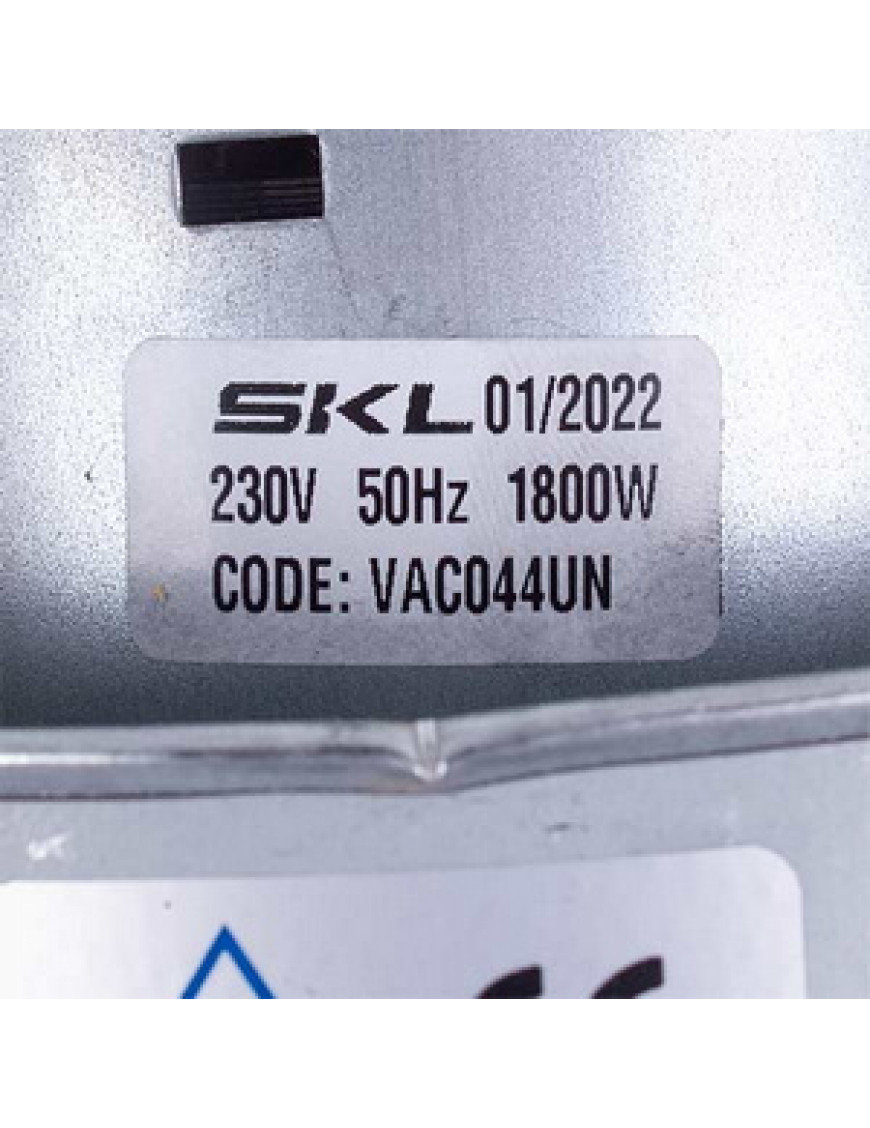 SKL 01/2022
230V 50Hz 1800W
CODE: VAC044UN